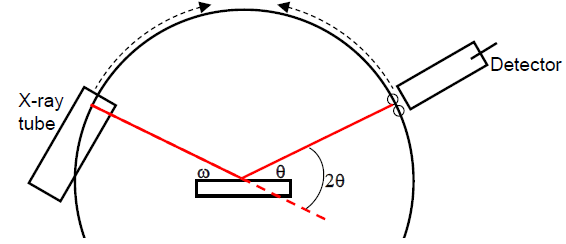 X-ray
tube
Detector
ω
θ
2θ